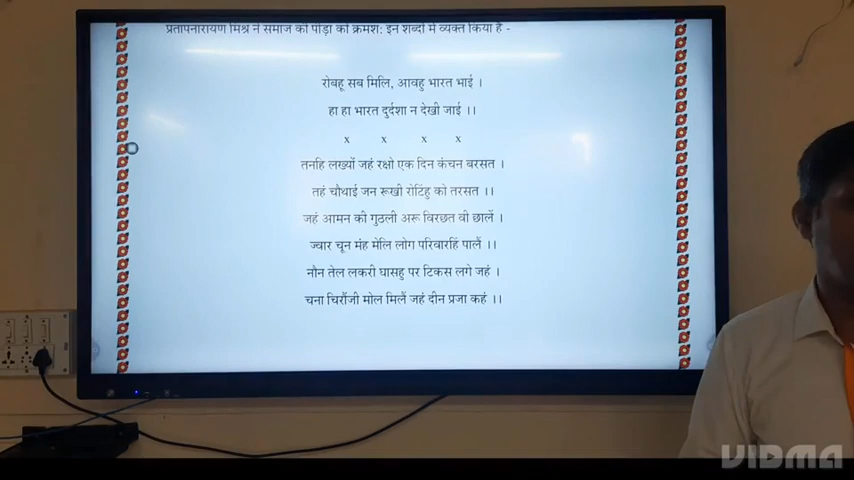 प्रतापनारायण मिश्र ने समाज की पीड़ा को क्रमश: इन शब्दों में व्यक्त किया है -
रोबहू सब मिलि, आवहु भारत भाई ।
हा हा भारत दुर्दशा न देखी जाई ।।
x x x x
तनहि लख्यों जहं रक्षो एक दिन कंचन बरसत ।
तहं चौथाई जन रूखी रोटिंहु को तरसत ।।
जहं आमन की गुठली अरू विरछत वी छालें ।
ज्वार चून मंह मेलि लोग परिवारहिं पालैं ।।
नौन तेल लकरी घासहु पर टिकस लगे जहं ।
चना चिरौंजी मोल मिलैं जहं दीन प्रजा कहं ।।
VIDMA